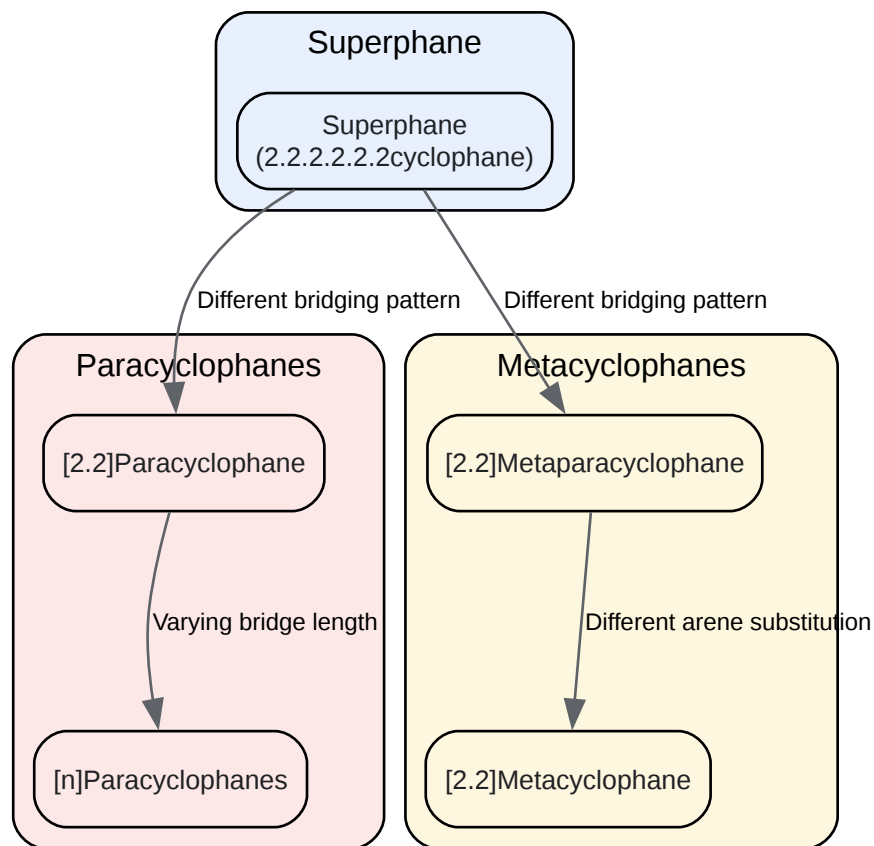 Superphane
Superphane
(2.2.2.2.2.2cyclophane)
Different bridging pattern
Different bridging pattern
Paracyclophanes
Metacyclophanes
[2.2]Paracyclophane
[2.2]Metaparacyclophane
Varying bridge length
Different arene substitution
[n]Paracyclophanes
[2.2]Metacyclophane